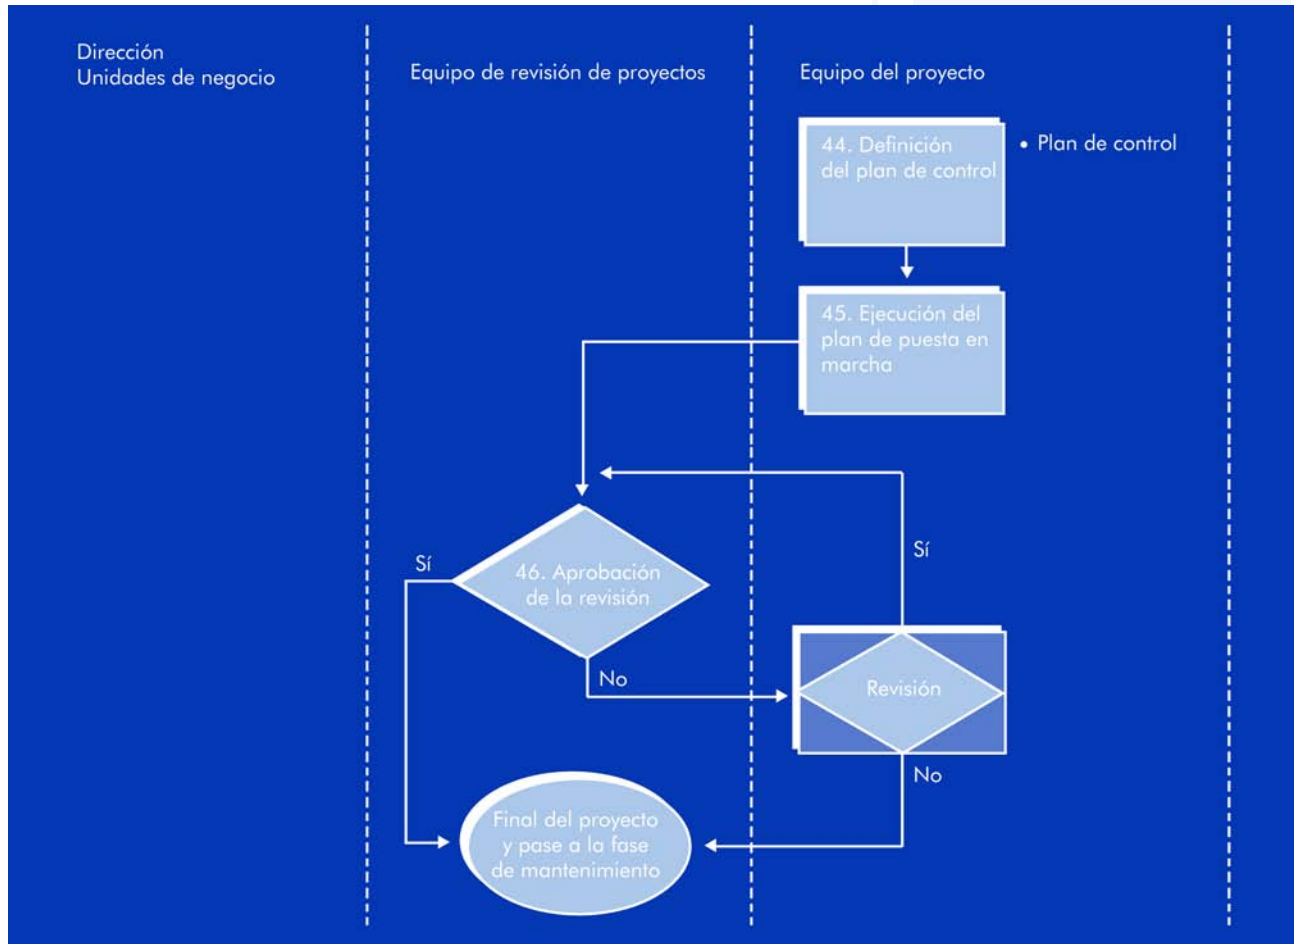 Dirección
Unidades de negocio
Equipo de revisión de proyectos
Equipo del proyecto
44. Definición
del plan de control
• Plan de control
45. Ejecución del
plan de puesta en
marcha
Sí
46. Aprobación
de la revisión
Sí
No
Revisión
No
Final del proyecto
y pase a la fase
de mantenimiento